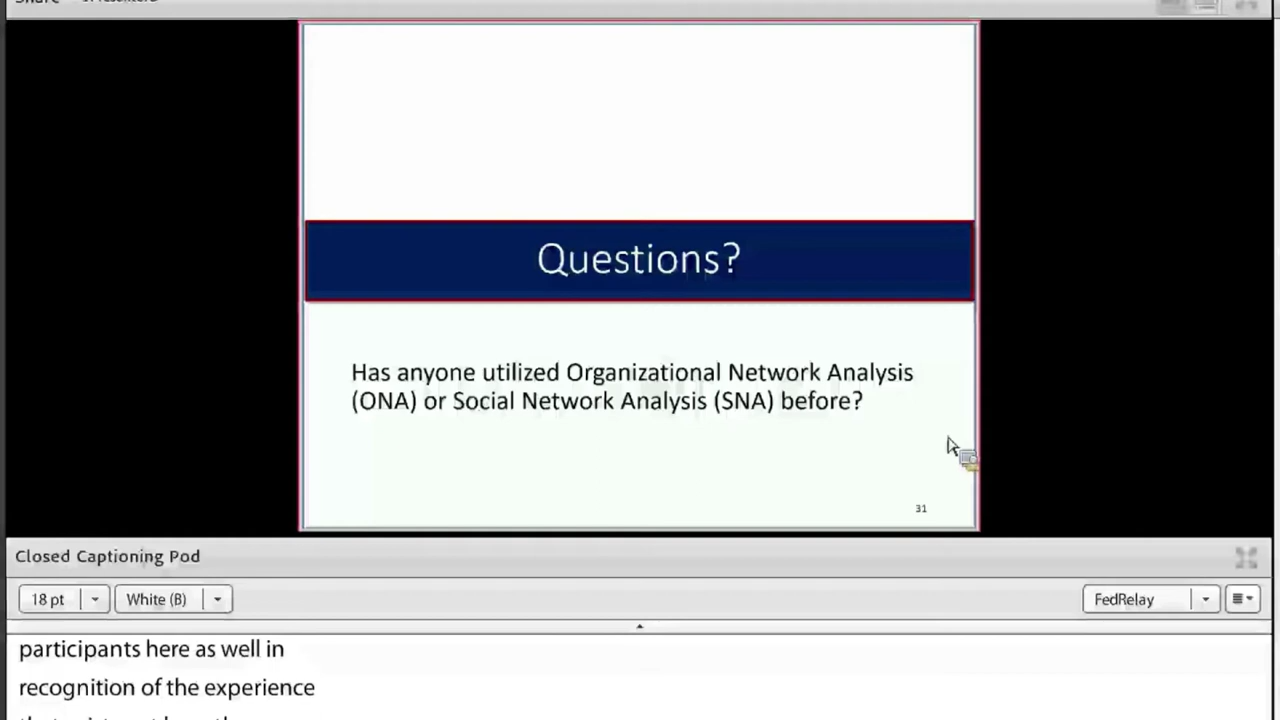 Questions?
Has anyone utilized Organizational Network Analysis
(ONA) or Social Network Analysis (SNA) before?
31
Closed Captioning Pod
18 pt
White (B)
FedRelay
participants here as well in
recognition of the experience